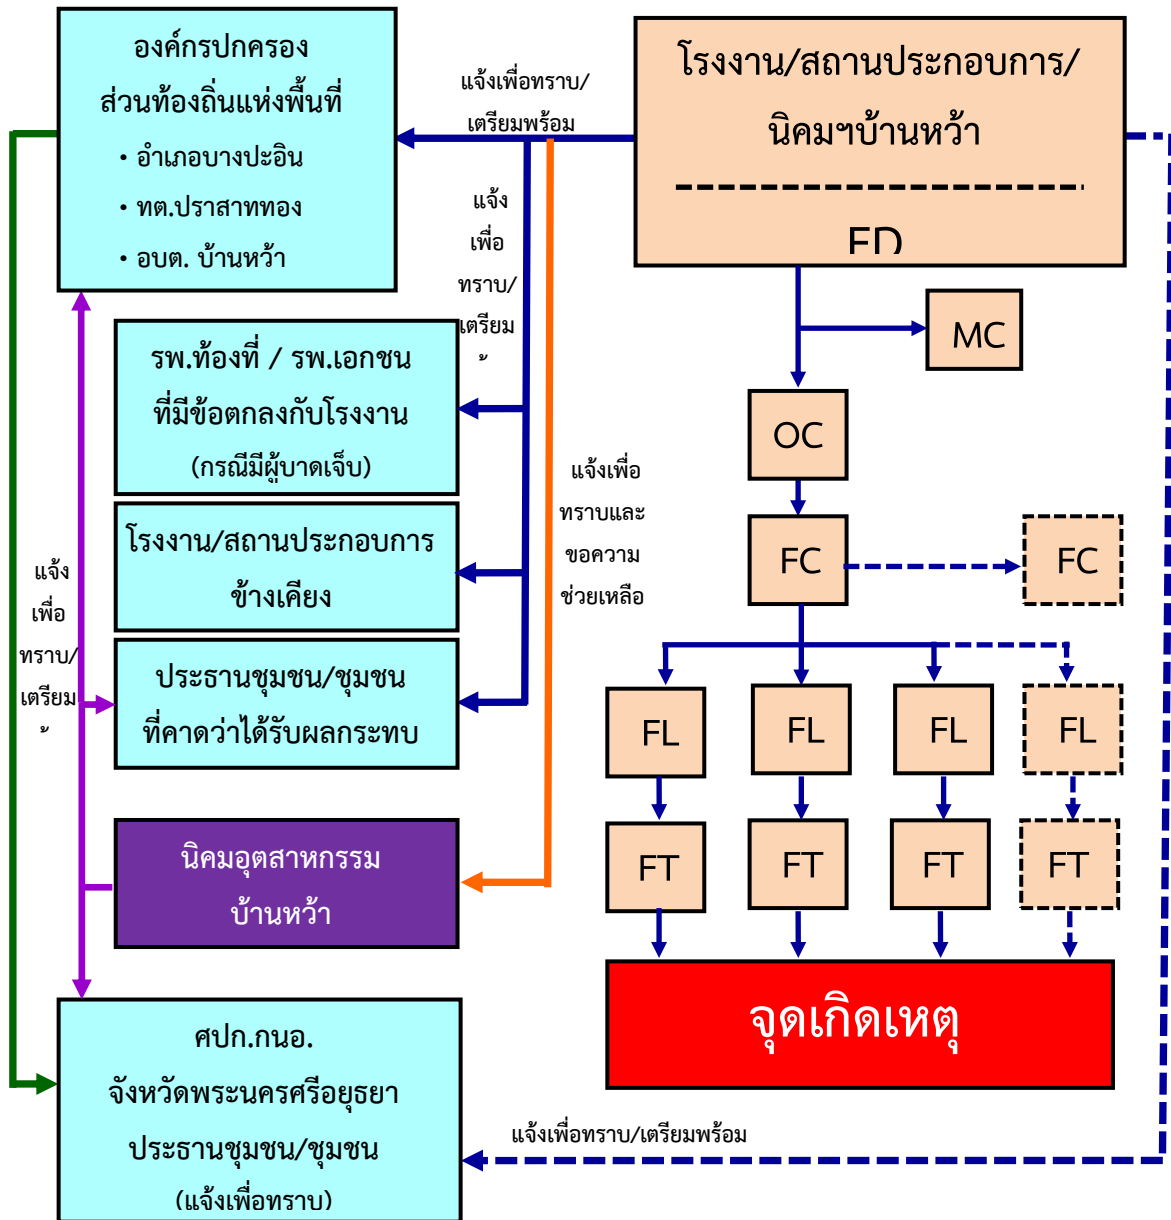 องค์กรปกครอง
ส่วนท้องถิ่นแห่งพื้นที่
• อำเภอบางปะอิน
• ทต.ปราสาททอง
• อบต. บ้านหว้า
แจ้งเพื่อทราบ/
เตรียมพร้อม
โรงงาน/สถานประกอบการ/
นิคมฯบ้านหว้า
ED
แจ้ง
เพื่อ
ทราบ/
เตรียม
MC
รพ.ท้องที่ / รพ.เอกชน
ที่มีข้อตกลงกับโรงงาน
(กรณีมีผู้บาดเจ็บ)
OC
แจ้งเพื่อ
ทราบและ
ขอความ
ช่วยเหลือ
โรงงาน/สถานประกอบการ
ข้างเคียง
FC
FC
แจ้ง
เพื่อ
ทราบ/
เตรียม
ประธานชุมชน/ชุมชน
ที่คาดว่าได้รับผลกระทบ
FL
FL
FL
FL
นิคมอุตสาหกรรม
บ้านหว้า
FT
FT
FT
FT
จุดเกิดเหตุ
ศปก.กนอ.
จังหวัดพระนครศรีอยุธยา
ประธานชุมชน/ชุมชน
(แจ้งเพื่อทราบ)
แจ้งเพื่อทราบ/เตรียมพร้อม